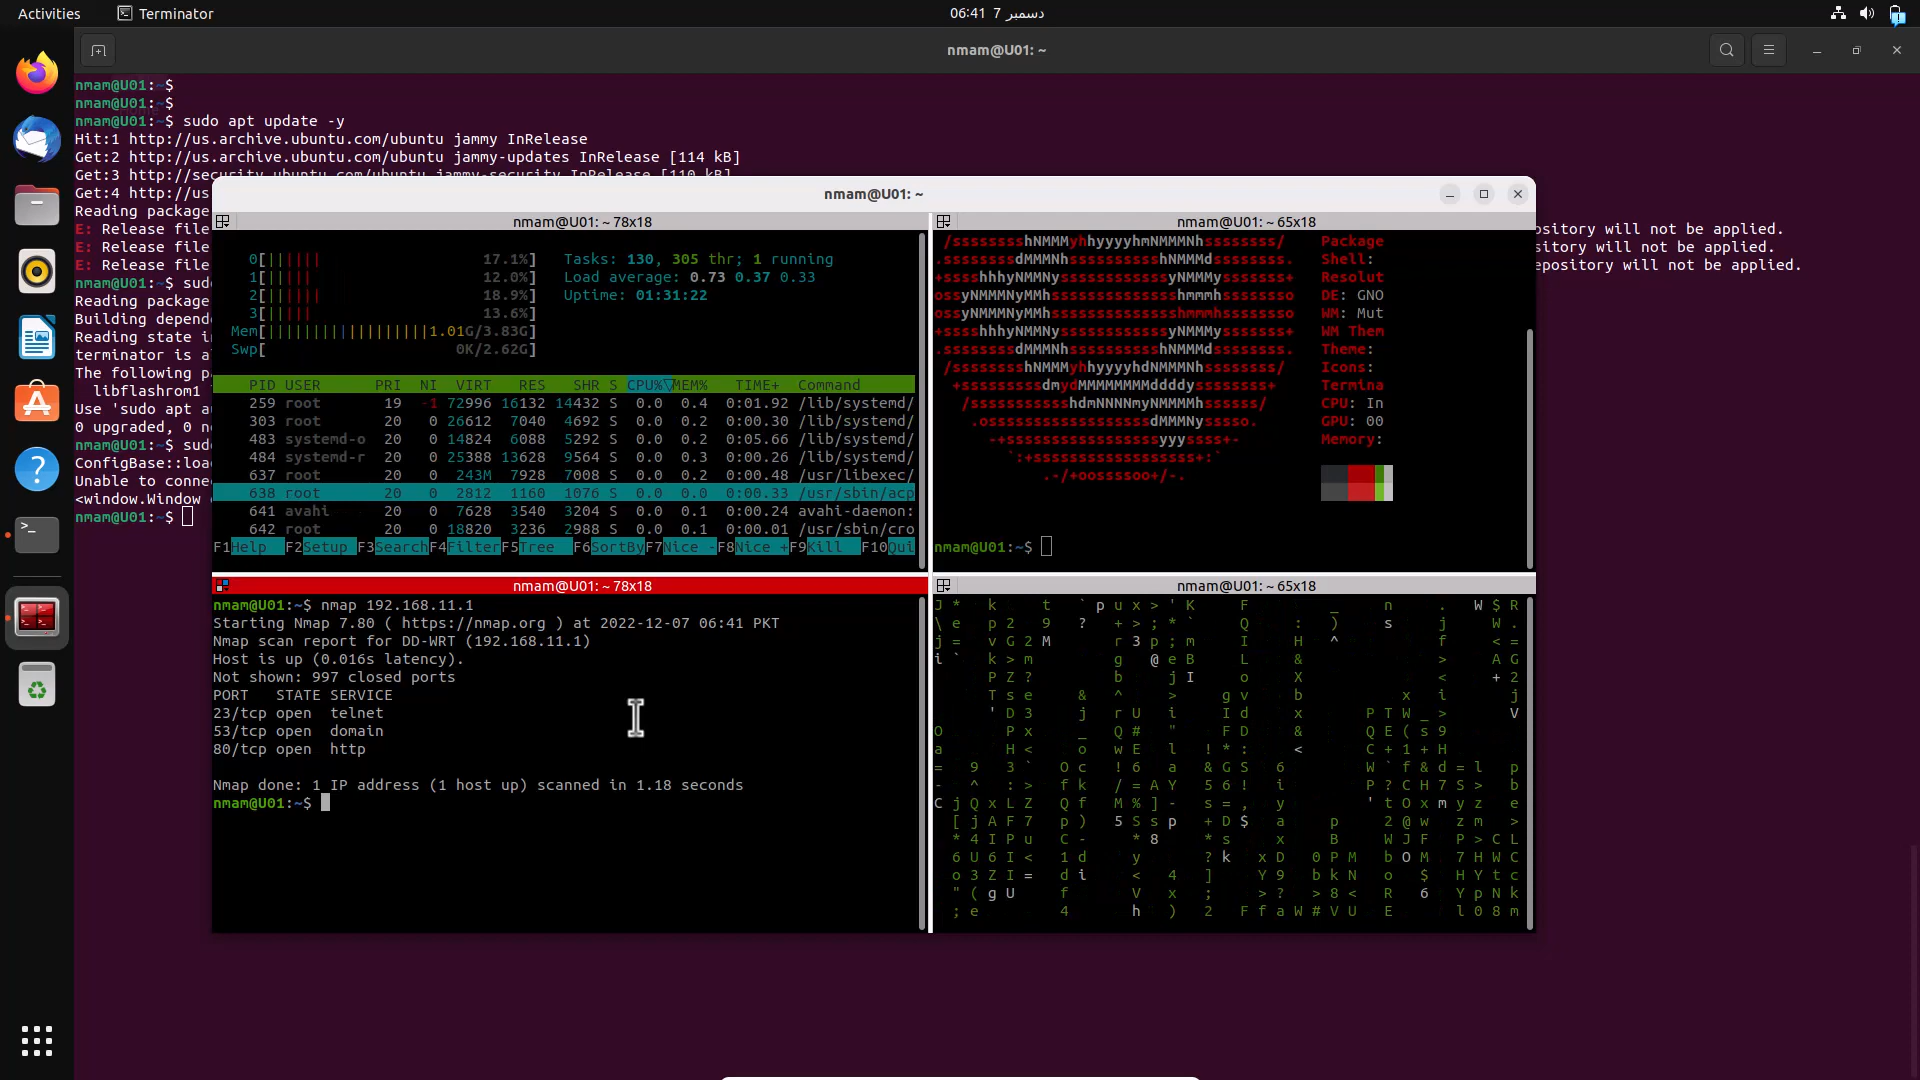 Activities
Terminator
06:41 7 دسمبر
nmam@U01: ~
nmam@U01:~$
nmam@U01:~$
nmam@U01:~$ sudo apt update -y
Hit:1 http://us.archive.ubuntu.com/ubuntu jammy InRelease
Get:2 http://us.archive.ubuntu.com/ubuntu jammy-updates InRelease [114 kB]
Get:3 http://security.ubuntu.com/ubuntu jammy-security InRelease [110 kB]
Get:4 http://us
Reading package
E: Release file
ository will not be applied.
E: Release file
sitory will not be applied.
E: Release file
epository will not be applied.
nmam@U01:~$ sudo
Reading package
Building depend
Reading state i
terminator is a
The following p
libflashrom1
Use 'sudo apt a
0 upgraded, 0 n
nmam@U01:~$ sud
ConfigBase::loa
Unable to conne
<window.Window
nmam@U01:~$
nmam@U01: ~
nmam@U01: ~ 78x18
0[|||||| 17.1%] Tasks: 130, 305 thr; 1 running
1[||||| 12.0%] Load average: 0.73 0.37 0.33
2[|||||| 18.9%] Uptime: 01:31:22
3[||||| 13.6%]
Mem[||||||||||||||||||1.01G/3.83G]
Swp[ 0K/2.62G]
PID USER PRI NI VIRT RES SHR S CPU%▽MEM% TIME+ Command
259 root 19 -1 72996 16132 14432 S 0.0 0.4 0:01.92 /lib/systemd/
303 root 20 0 26612 7040 4692 S 0.0 0.2 0:00.30 /lib/systemd/
483 systemd-o 20 0 14824 6088 5292 S 0.0 0.2 0:05.66 /lib/systemd/
484 systemd-r 20 0 25388 13628 9564 S 0.0 0.3 0:00.26 /lib/systemd/
637 root 20 0 243M 7928 7008 S 0.0 0.2 0:00.48 /usr/libexec/
638 root 20 0 2812 1160 1076 S 0.0 0.0 0:00.33 /usr/sbin/acp
641 avahi 20 0 7628 3540 3204 S 0.0 0.1 0:00.24 avahi-daemon:
642 root 20 0 18820 3236 2988 S 0.0 0.1 0:00.01 /usr/sbin/cro
F1Help F2Setup F3SearchF4FilterF5Tree F6SortByF7Nice -F8Nice +F9Kill F10Qui
nmam@U01: ~ 65x18
Package
Shell:
Resolut
DE: GNO
WM: Mut
WM Them
Theme:
Icons:
Termina
CPU: In
GPU: 00
Memory:
nmam@U01:~$
nmam@U01: ~ 78x18
nmam@U01:~$ nmap 192.168.11.1
Starting Nmap 7.80 ( https://nmap.org ) at 2022-12-07 06:41 PKT
Nmap scan report for DD-WRT (192.168.11.1)
Host is up (0.016s latency).
Not shown: 997 closed ports
PORT STATE SERVICE
23/tcp open telnet
53/tcp open domain
80/tcp open http
Nmap done: 1 IP address (1 host up) scanned in 1.18 seconds
nmam@U01:~$
nmam@U01: ~ 65x18